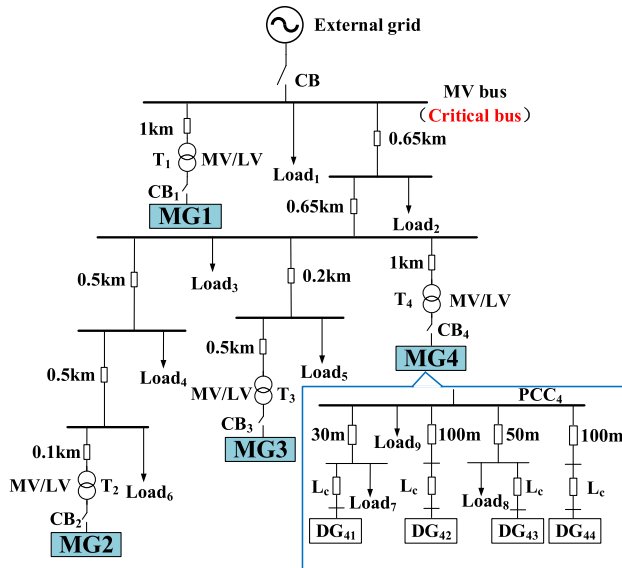 External grid
CB
MV bus
(Critical bus)
1km
0.65km
T1 MV/LV
Load1
CB1
MG1
0.65km
Load2
0.5km
Load3
0.2km
1km
T4 MV/LV
CB4
MG4
0.5km
Load4
0.5km
Load5
MV/LV T3
CB3
MG3
0.1km
MV/LV T2
Load6
CB2
MG2
PCC4
30m
Load9
100m
50m
100m
Lc
Load7
Lc
Load8
Lc
Lc
DG41
DG42
DG43
DG44